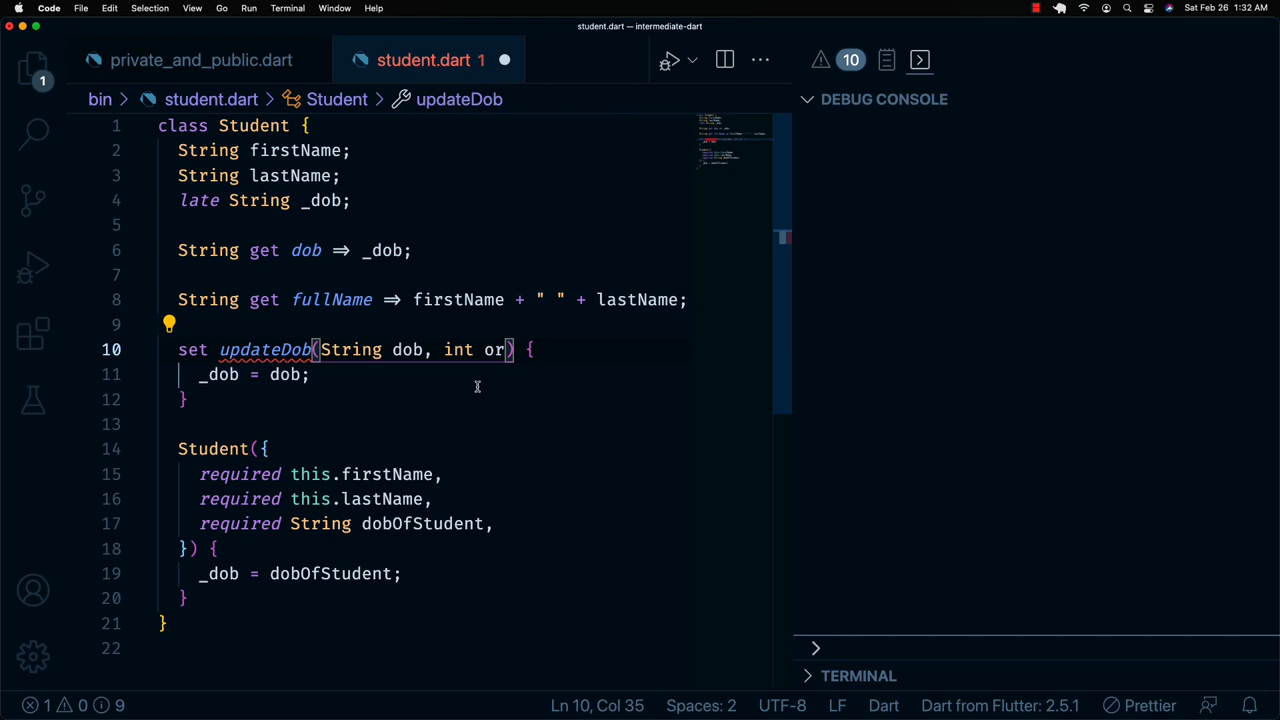 Code File Edit Selection View Go Run Terminal Window Help Sat Feb 26 1:32 AM
student.dart — intermediate-dart
private_and_public.dart student.dart 1 10
1
bin > student.dart > Student > updateDob
DEBUG CONSOLE
1 class Student {
2 String firstName;
3 String lastName;
4 late String _dob;
5
6 String get dob => _dob;
7
8 String get fullName => firstName + " " + lastName;
9
10 set updateDob(String dob, int or) {
11 _dob = dob;
12 }
13
14 Student({
15 required this.firstName,
16 required this.lastName,
17 required String dobOfStudent,
18 }) {
19 _dob = dobOfStudent;
20 }
21 }
22
>
TERMINAL
1 0 9 Ln 10, Col 35 Spaces: 2 UTF-8 LF Dart Dart from Flutter: 2.5.1 Prettier